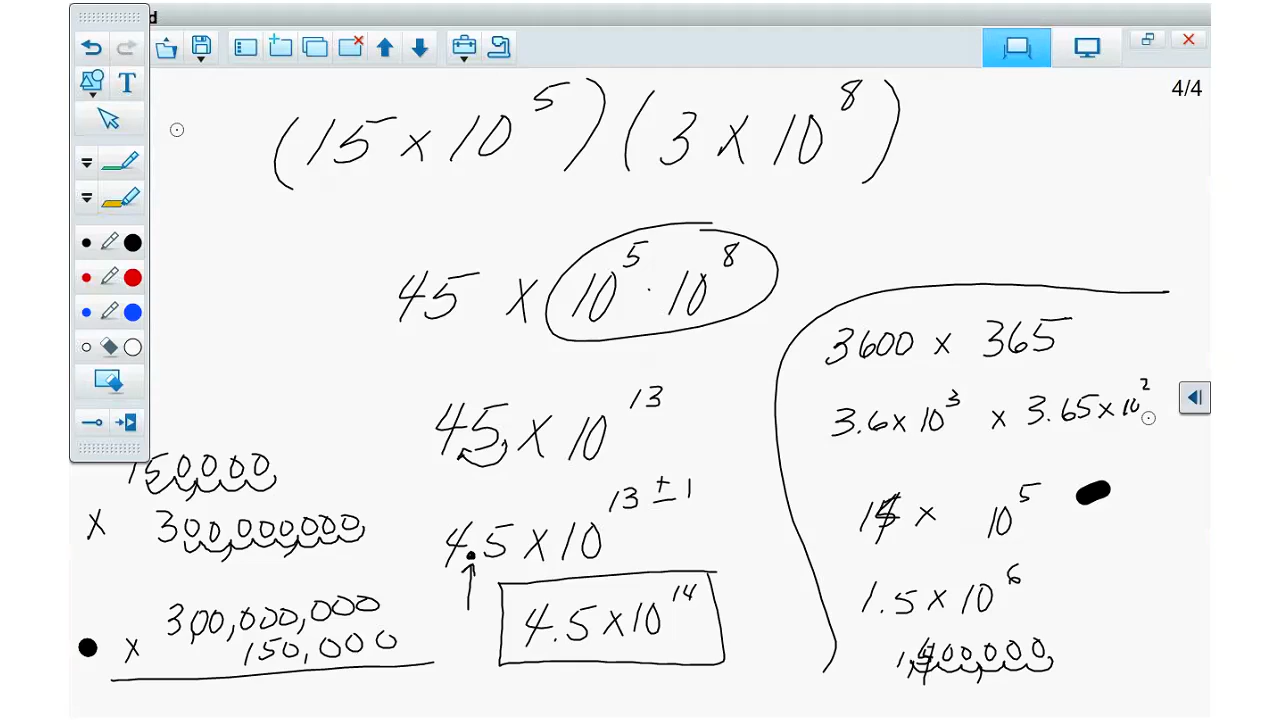 d
4/4
(15 x 10^5)(3 x 10^8)
45 x 10^5 · 10^8
45 x 10^13
4.5 x 10^13 ± 1
4.5 x 10^14
150,000
x 300,000,000
300,000,000
x 150,000
3600 x 365
3.6 x 10^3 x 3.65 x 10^2
x 10^5
1.5 x 10^6